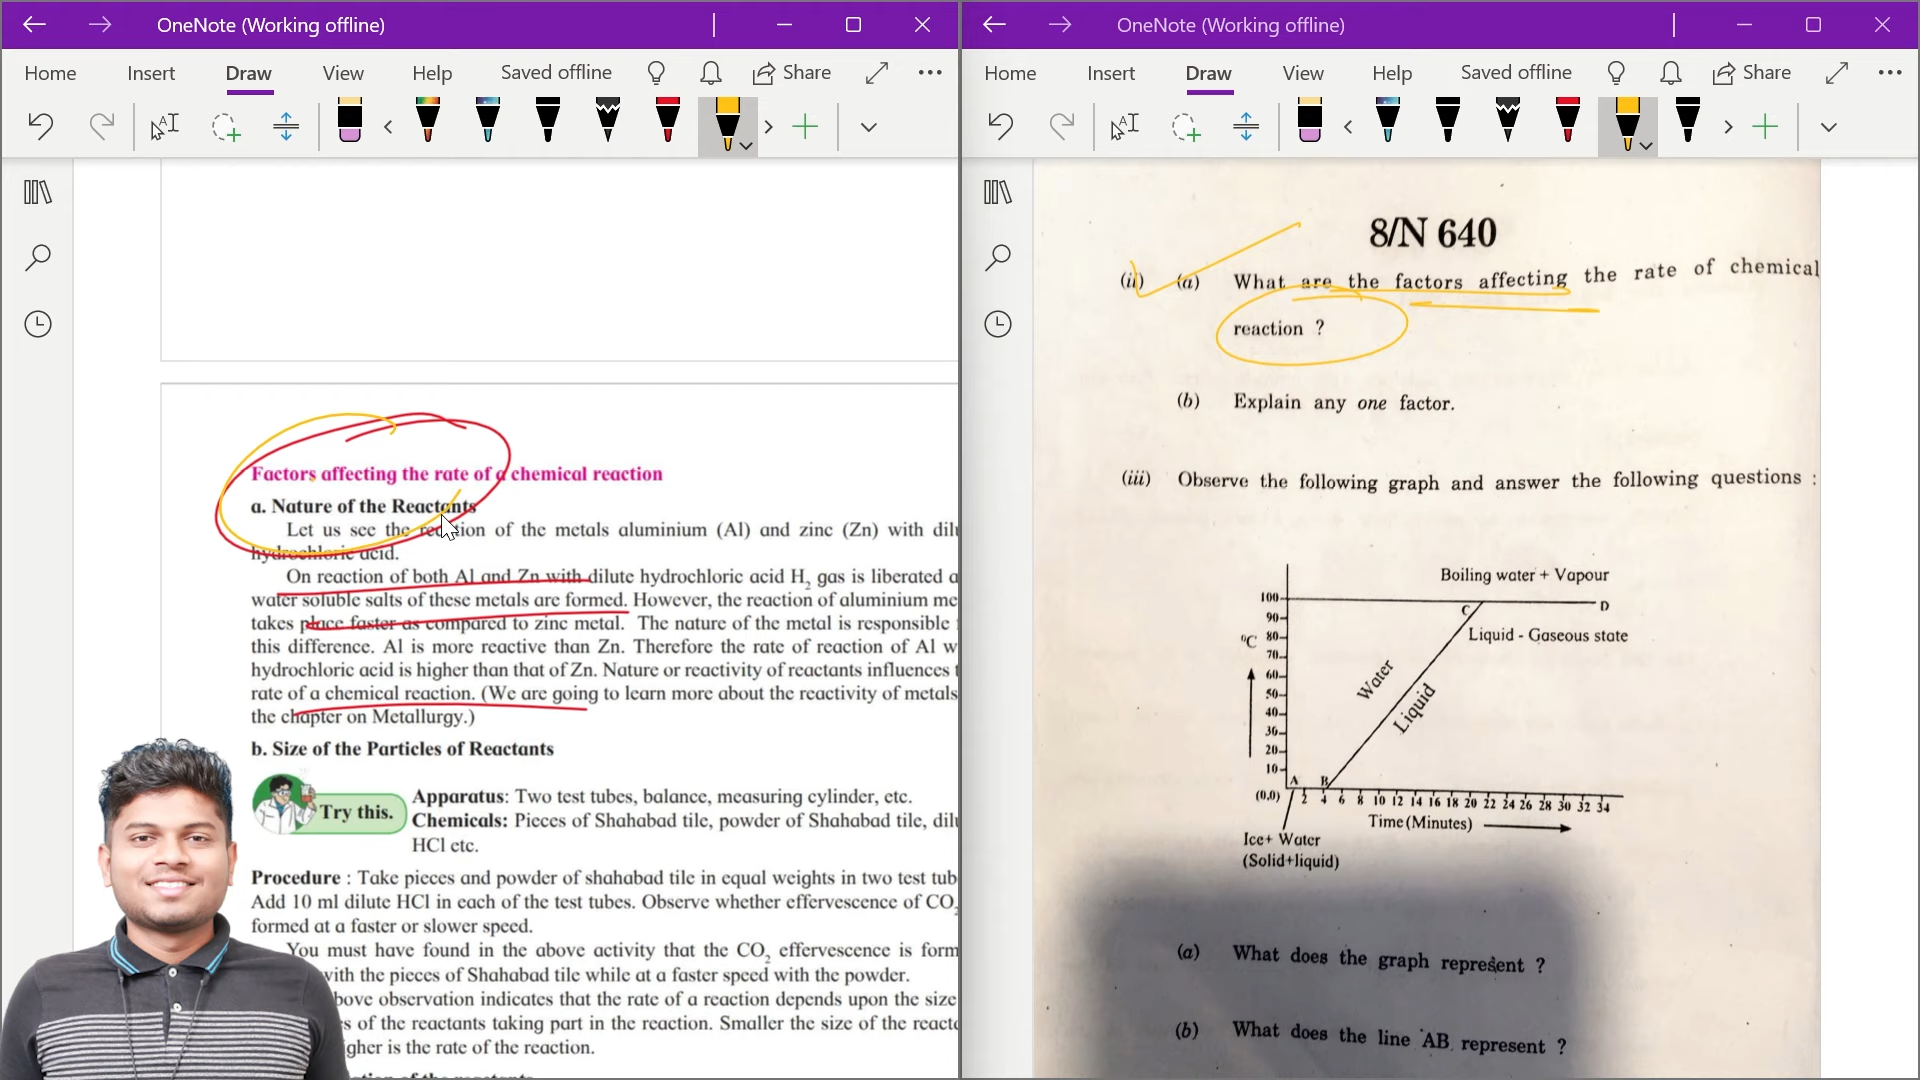 OneNote (Working offline)
Home Insert Draw View Help Saved offline Share
Factors affecting the rate of a chemical reaction
a. Nature of the Reactants
Let us see the reaction of the metals aluminium (Al) and zinc (Zn) with
hydrochloric acid.
On reaction of both Al and Zn with dilute hydrochloric acid H2 gas is liberated
water soluble salts of these metals are formed. However, the reaction of aluminium
takes place faster as compared to zinc metal. The nature of the metal is responsible
this difference. Al is more reactive than Zn. Therefore the rate of reaction of Al
hydrochloric acid is higher than that of Zn. Nature or reactivity of reactants influences
rate of a chemical reaction. (We are going to learn more about the reactivity of metals
the chapter on Metallurgy.)
b. Size of the Particles of Reactants
Try this.
Apparatus: Two test tubes, balance, measuring cylinder, etc.
Chemicals: Pieces of Shahabad tile, powder of Shahabad tile,
HCl etc.
Procedure : Take pieces and powder of shahabad tile in equal weights in two test
Add 10 ml dilute HCl in each of the test tubes. Observe whether effervescence of CO2
formed at a faster or slower speed.
You must have found in the above activity that the CO2 effervescence is
with the pieces of Shahabad tile while at a faster speed with the powder.
observation indicates that the rate of a reaction depends upon the size
of the reactants taking part in the reaction. Smaller the size of the
is the rate of the reaction.
OneNote (Working offline)
Home Insert Draw View Help Saved offline Share
8/N 640
(ii) (a) What are the factors affecting the rate of chemical
reaction ?
(b) Explain any one factor.
(iii) Observe the following graph and answer the following questions :
Boiling water + Vapour
100 C D
90
°C 80 Liquid - Gaseous state
70
60 Water
50
40 Liquid
30
20
10 A B
(0,0) 2 4 6 8 10 12 14 16 18 20 22 24 26 28 30 32 34
Time (Minutes)
Ice+ Water
(Solid+liquid)
(a) What does the graph represent ?
(b) What does the line AB represent ?